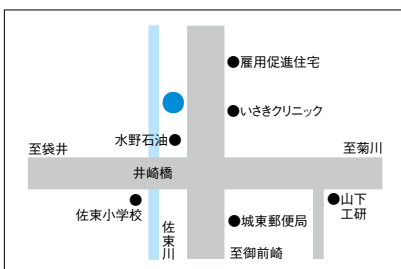 雇用促進住宅
いさきクリニック
水野石油
至袋井
至菊川
井崎橋
佐東小学校
佐東川
城東郵便局
山下
工研
至御前崎